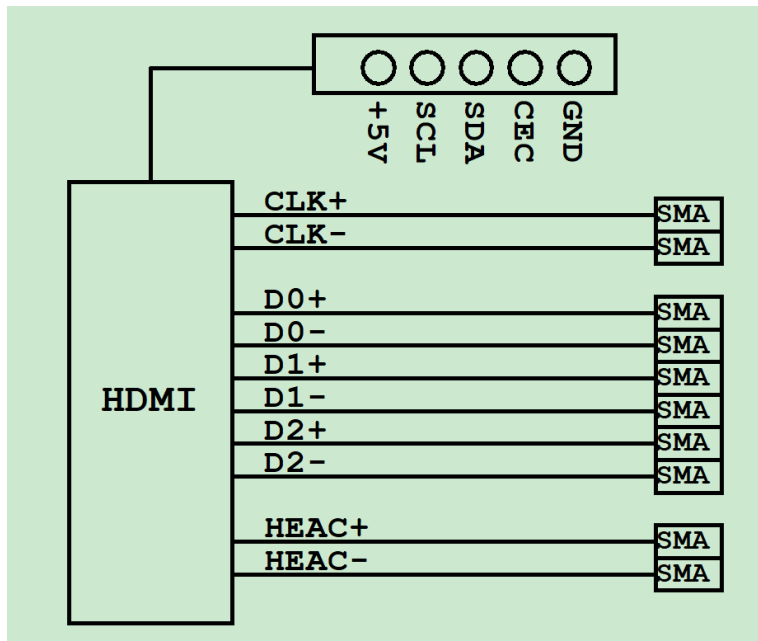 +5V
SCL
SDA
CEC
GND
CLK+
SMA
CLK-
SMA
D0+
SMA
D0-
SMA
D1+
SMA
HDMI
D1-
SMA
D2+
SMA
D2-
SMA
HEAC+
SMA
HEAC-
SMA